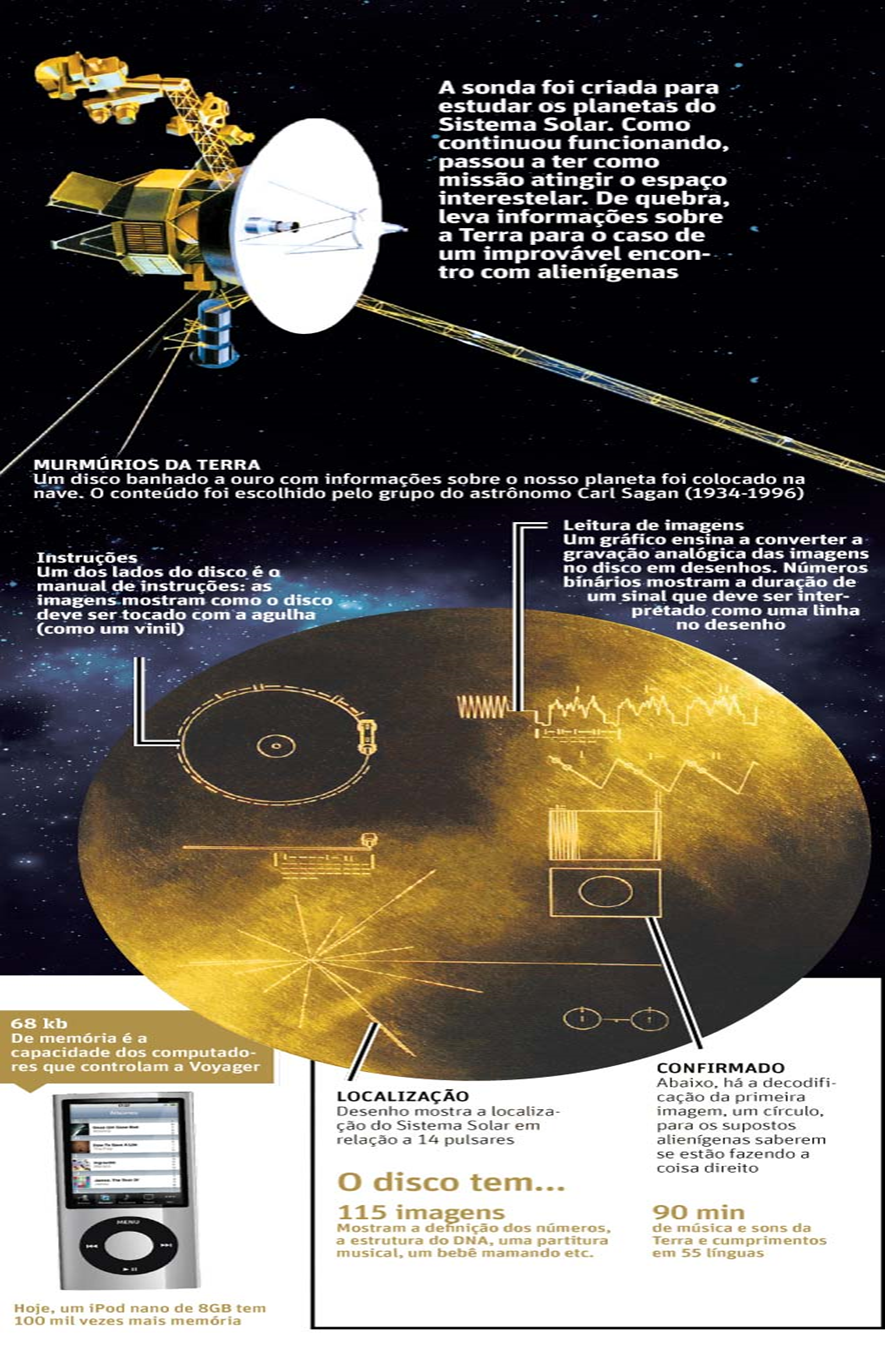 A sonda foi criada para
estudar os planetas do
Sistema Solar. Como
continuou funcionando,
passou a ter como
missão atingir o espaço
interestelar. De quebra,
leva informações sobre
a Terra para o caso de
um improvável encon-
tro com alienígenas
MURMÚRIOS DA TERRA
Um disco banhado a ouro com informações sobre o nosso planeta foi colocado na
nave. O conteúdo foi escolhido pelo grupo do astrônomo Carl Sagan (1934-1996)
Instruções
Um dos lados do disco é o
manual de instruções: as
imagens mostram como o disco
deve ser tocado com a agulha
(como um vinil)
Leitura de imagens
Um gráfico ensina a converter a
gravação analógica das imagens
no disco em desenhos. Números
binários mostram a duração de
um sinal que deve ser inter-
prétado como uma linha
no desenho
68 kb
De memória é a
capacidade dos computado-
res que controlam a Voyager
MENU
Hoje, um iPod nano de 8GB tem
100 mil vezes mais memória
LOCALIZAÇÃO
Desenho mostra a localiza-
ção do Sistema Solar em
relação a 14 pulsares
CONFIRMADO
Abaixo, há a decodifi-
cação da primeira
imagem, um círculo,
para os supostos
alienígenas saberem
se estão fazendo a
coisa direito
O disco tem...
115 imagens
Mostram a definição dos números,
a estrutura do DNA, uma partitura
musical, um bebê mamando etc.
90 min
de música e sons da
Terra e cumprimentos
em 55 línguas